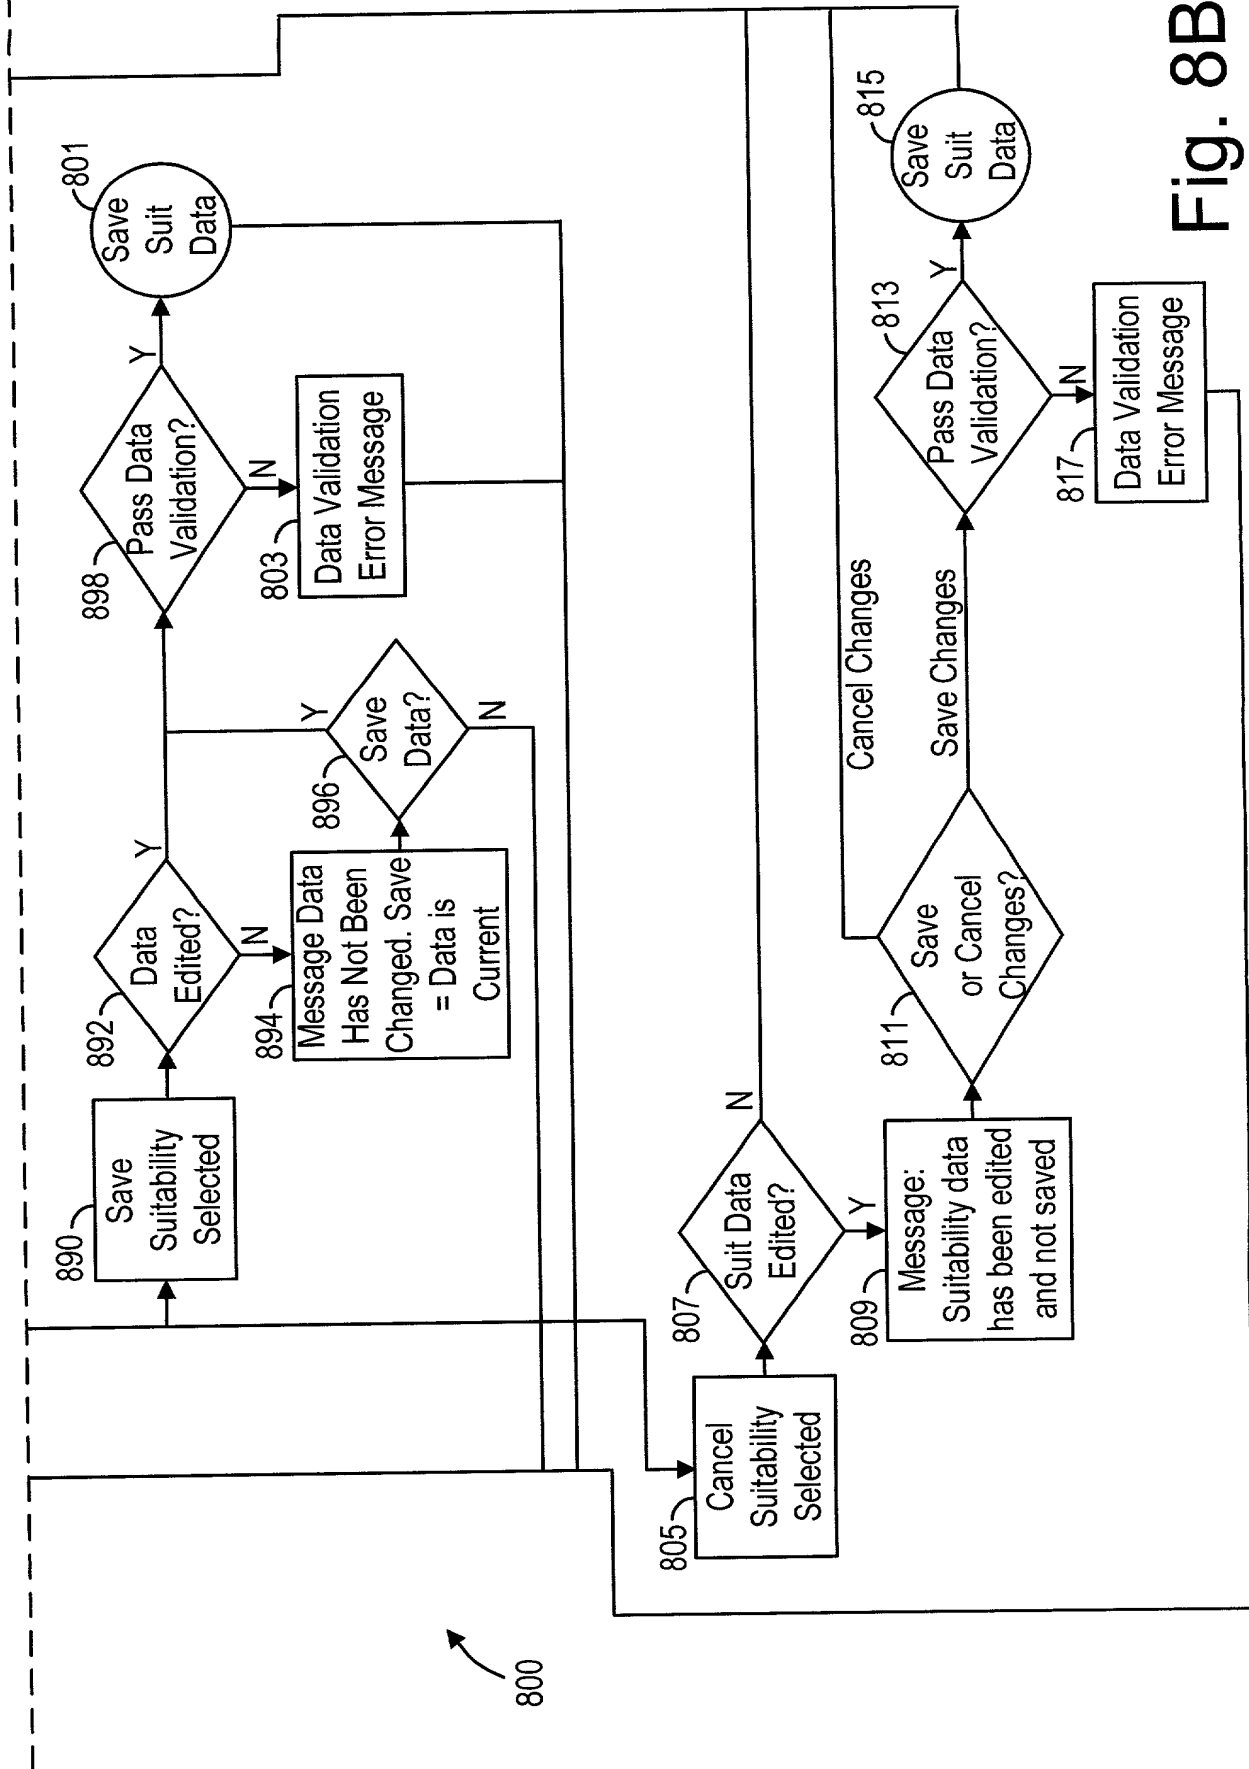 890
Save
Suitability
Selected
892
Data
Edited?
Y
N
894
Message Data
Has Not Been
Changed. Save
= Data is
Current
896
Save
Data?
Y
N
898
Pass Data
Validation?
Y
N
801
Save
Suit
Data
803
Data Validation
Error Message
805
Cancel
Suitability
Selected
807
Suit Data
Edited?
N
Y
809
Message:
Suitability data
has been edited
and not saved
811
Save
or Cancel
Changes?
Cancel Changes
Save Changes
813
Pass Data
Validation?
Y
N
815
Save
Suit
Data
817
Data Validation
Error Message
800
Fig. 8B